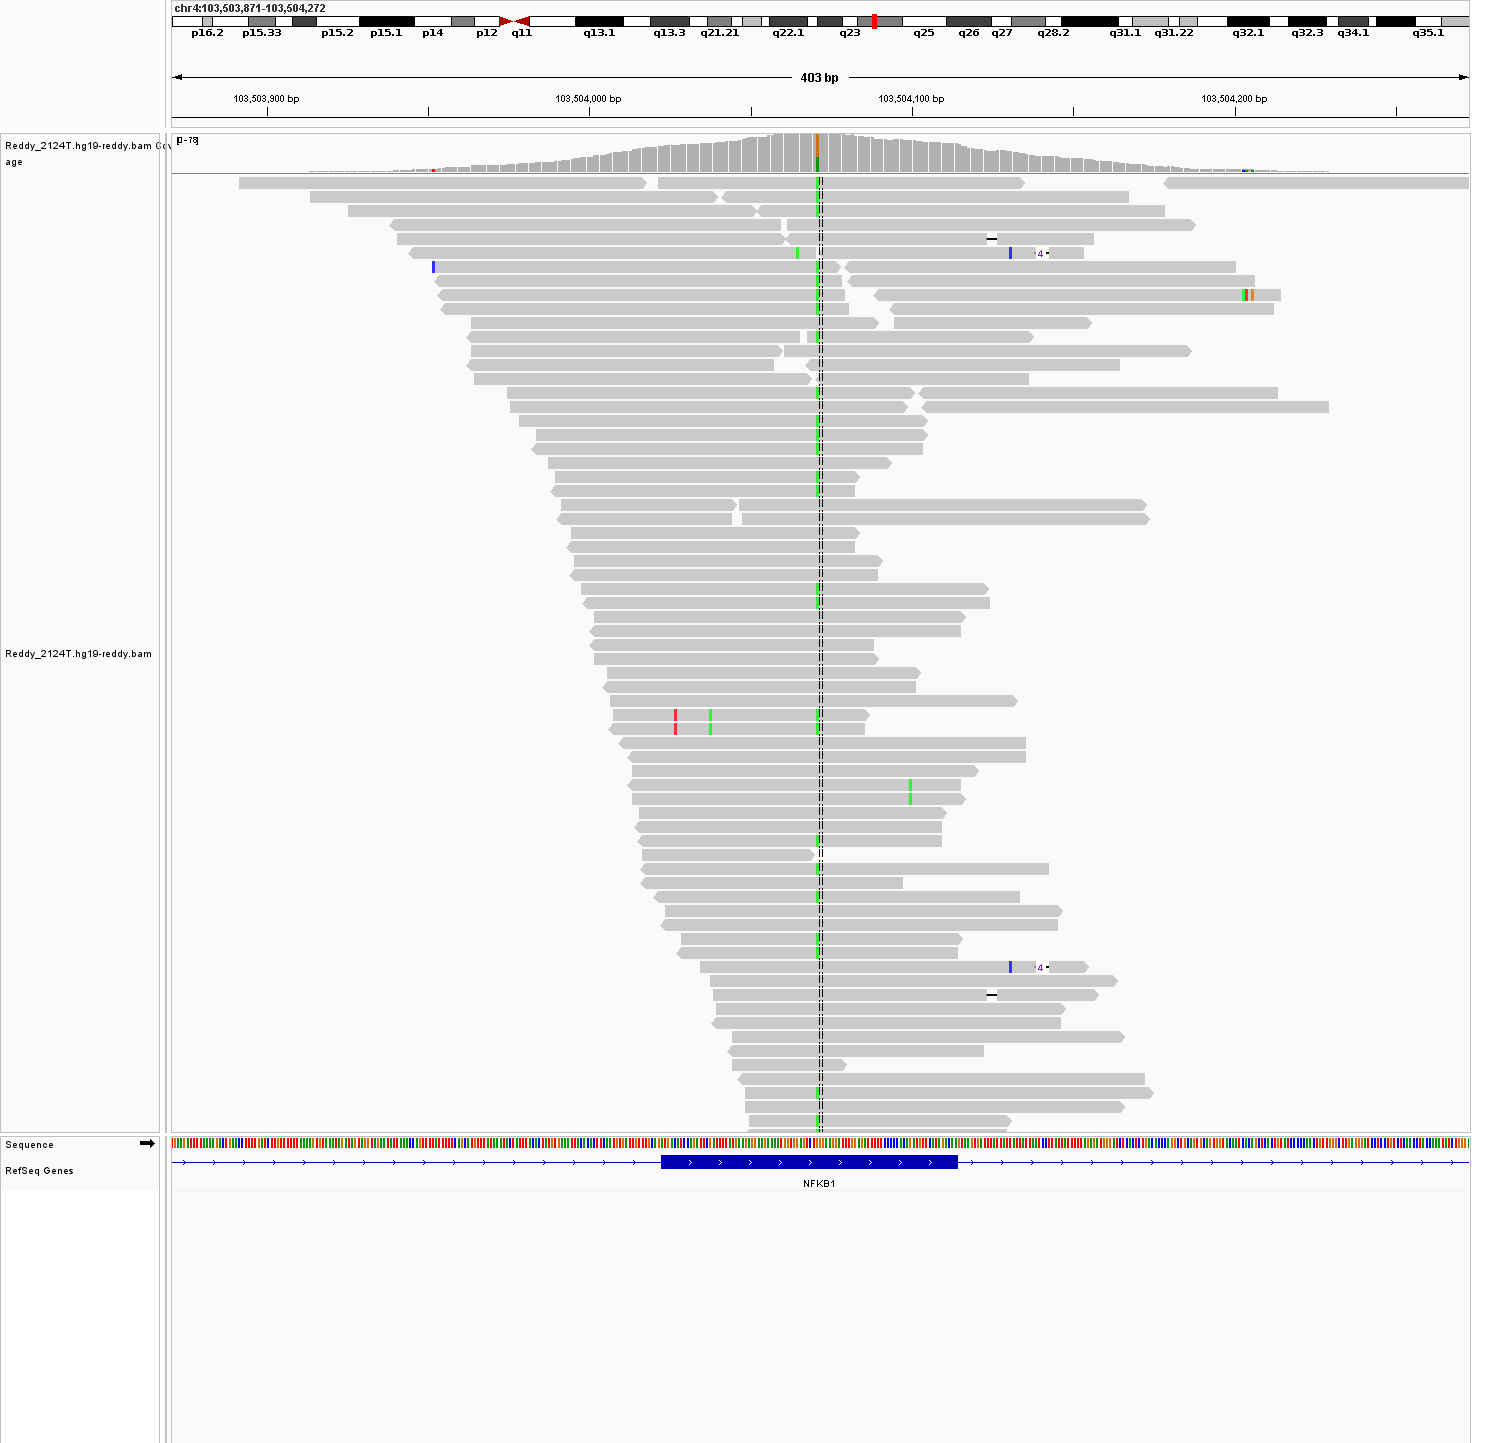 chr4:103,503,871-103,504,272
p16.2 p15.33 p15.2 p15.1 p14 p12 q11 q13.1 q13.3 q21.21 q22.1 q23 q25 q26 q27 q28.2 q31.1 q31.22 q32.1 q32.3 q34.1 q35.1
403 bp
103,503,900 bp 103,504,000 bp 103,504,100 bp 103,504,200 bp
Reddy_2124T.hg19-reddy.bam Cov
age
[0-78]
4
Reddy_2124T.hg19-reddy.bam
4
Sequence
RefSeq Genes
NFKB1